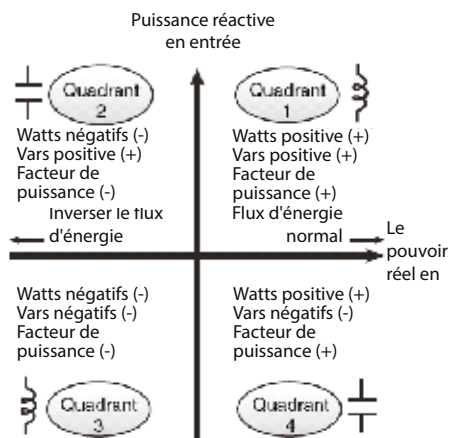 Puissance réactive
en entrée
Quadrant
2
Watts négatifs (-)
Vars positive (+)
Facteur de
puissance (-)
Inverser le flux
d'énergie
Quadrant
1
Watts positive (+)
Vars positive (+)
Facteur de
puissance (+)
Flux d'énergie
normal
Le
pouvoir
réel en
Watts négatifs (-)
Vars négatifs (-)
Facteur de
puissance (-)
Quadrant
3
Watts positive (+)
Vars négatifs (-)
Facteur de
puissance (+)
Quadrant
4